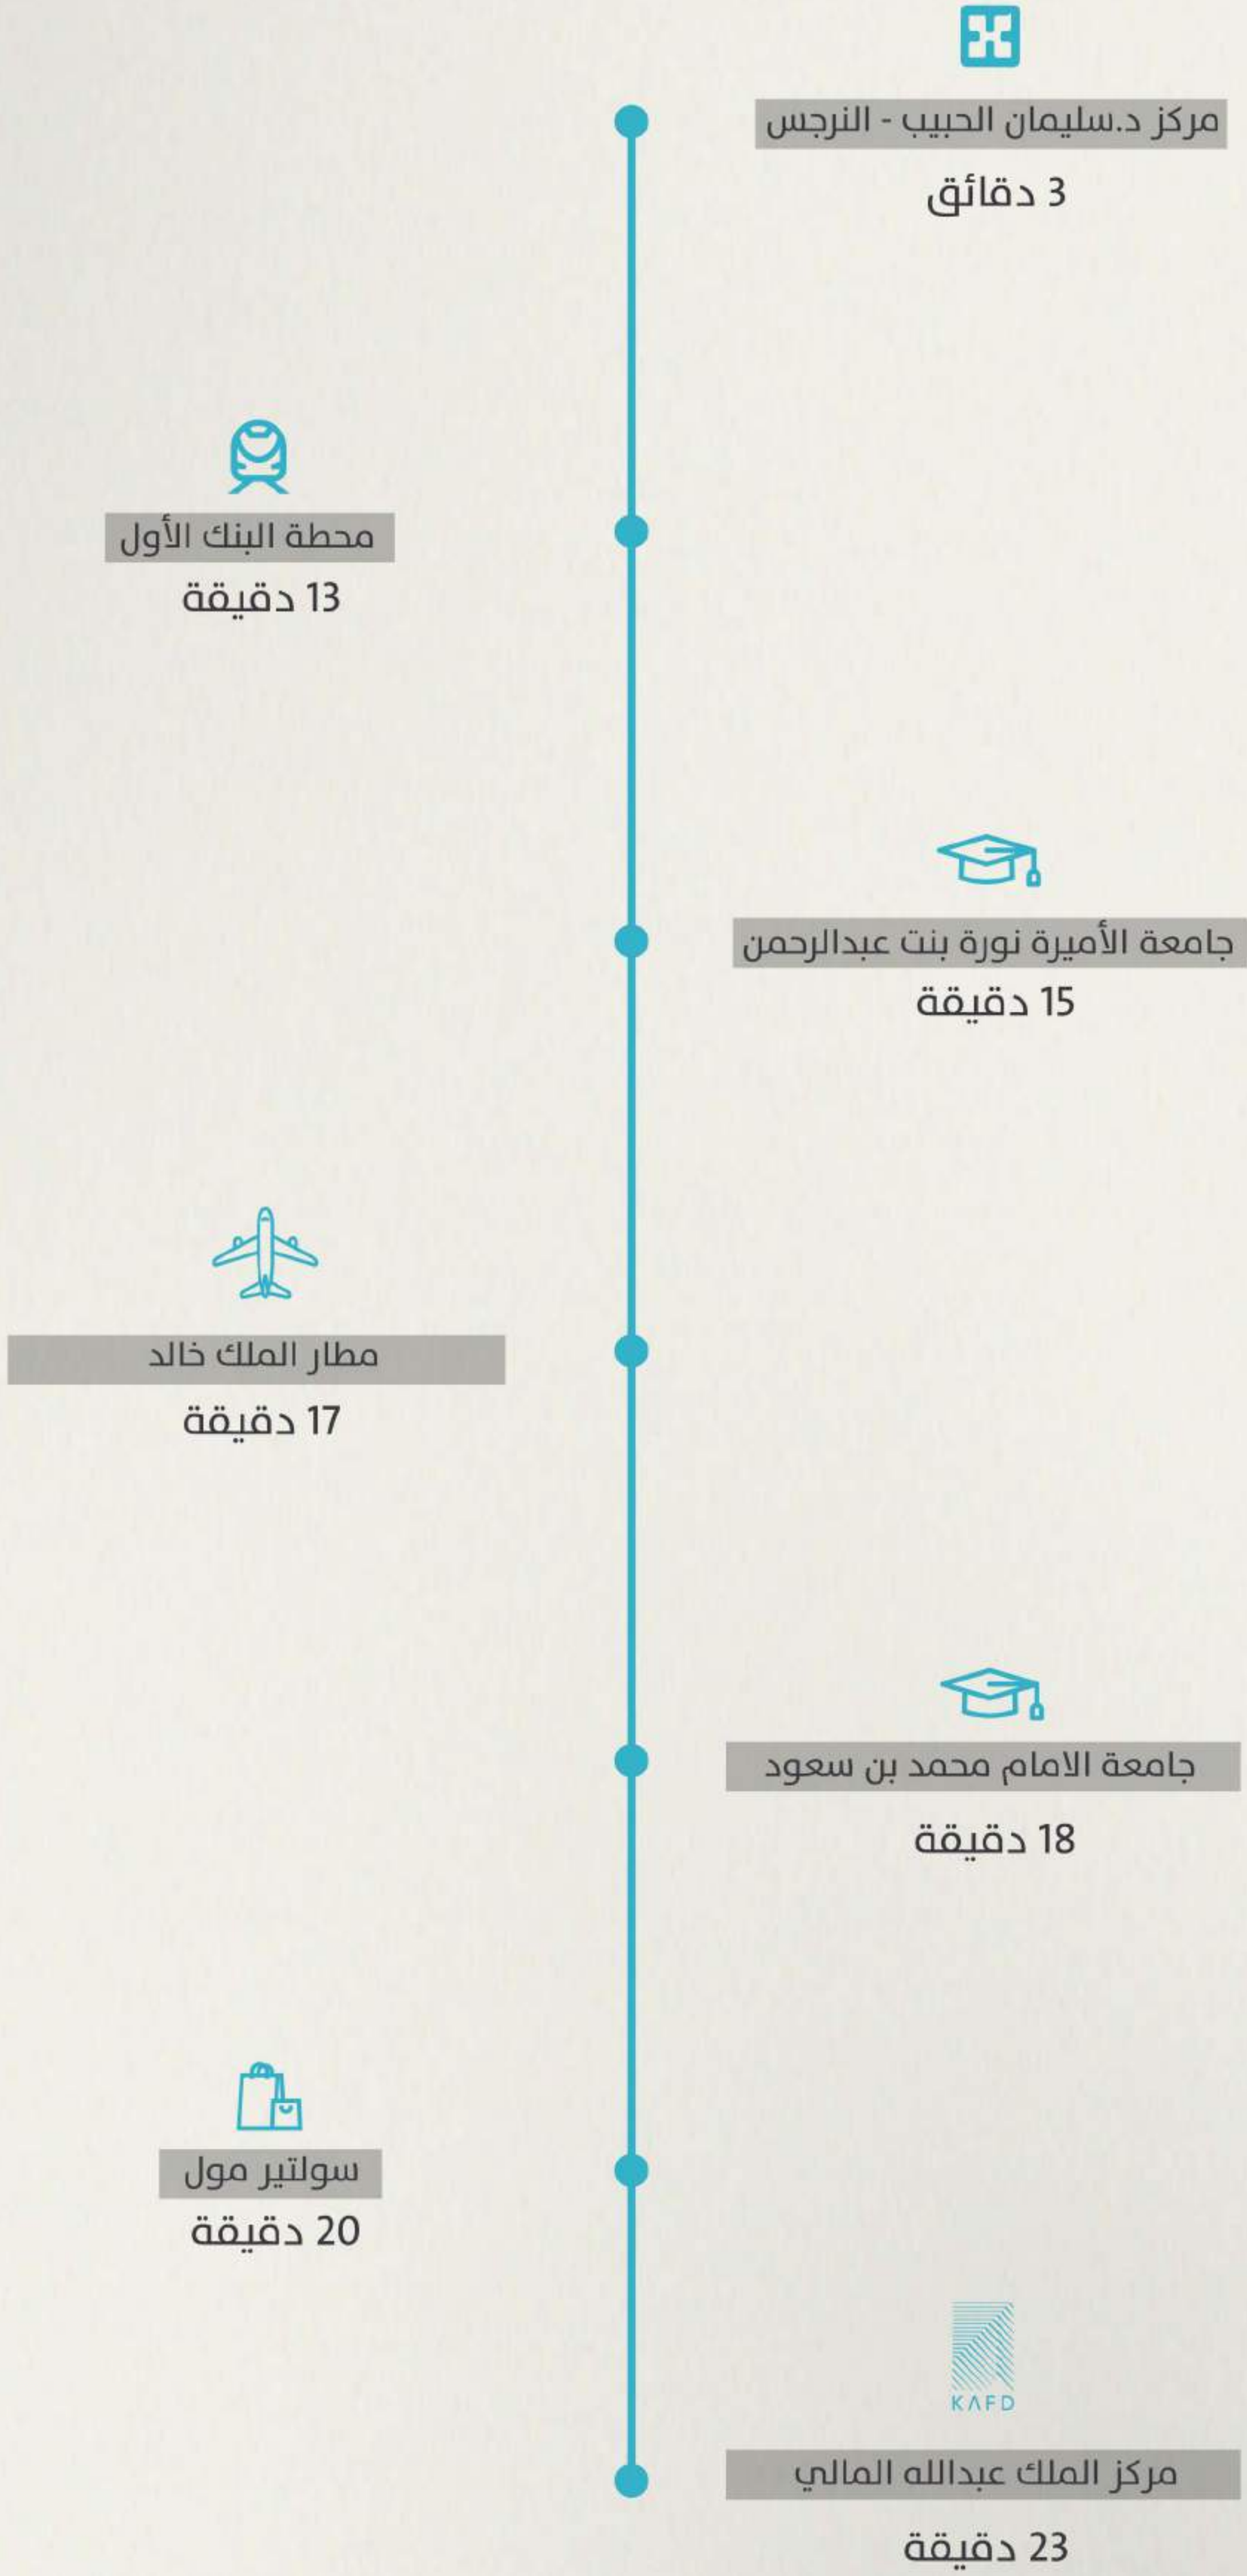 مركز د.سليمان الحبيب - النرجس
3 دقائق
محطة البنك الأول
13 دقيقة
جامعة الأميرة نورة بنت عبدالرحمن
15 دقيقة
مطار الملك خالد
17 دقيقة
جامعة الامام محمد بن سعود
18 دقيقة
سولتير مول
20 دقيقة
KAFD
مركز الملك عبدالله المالي
23 دقيقة